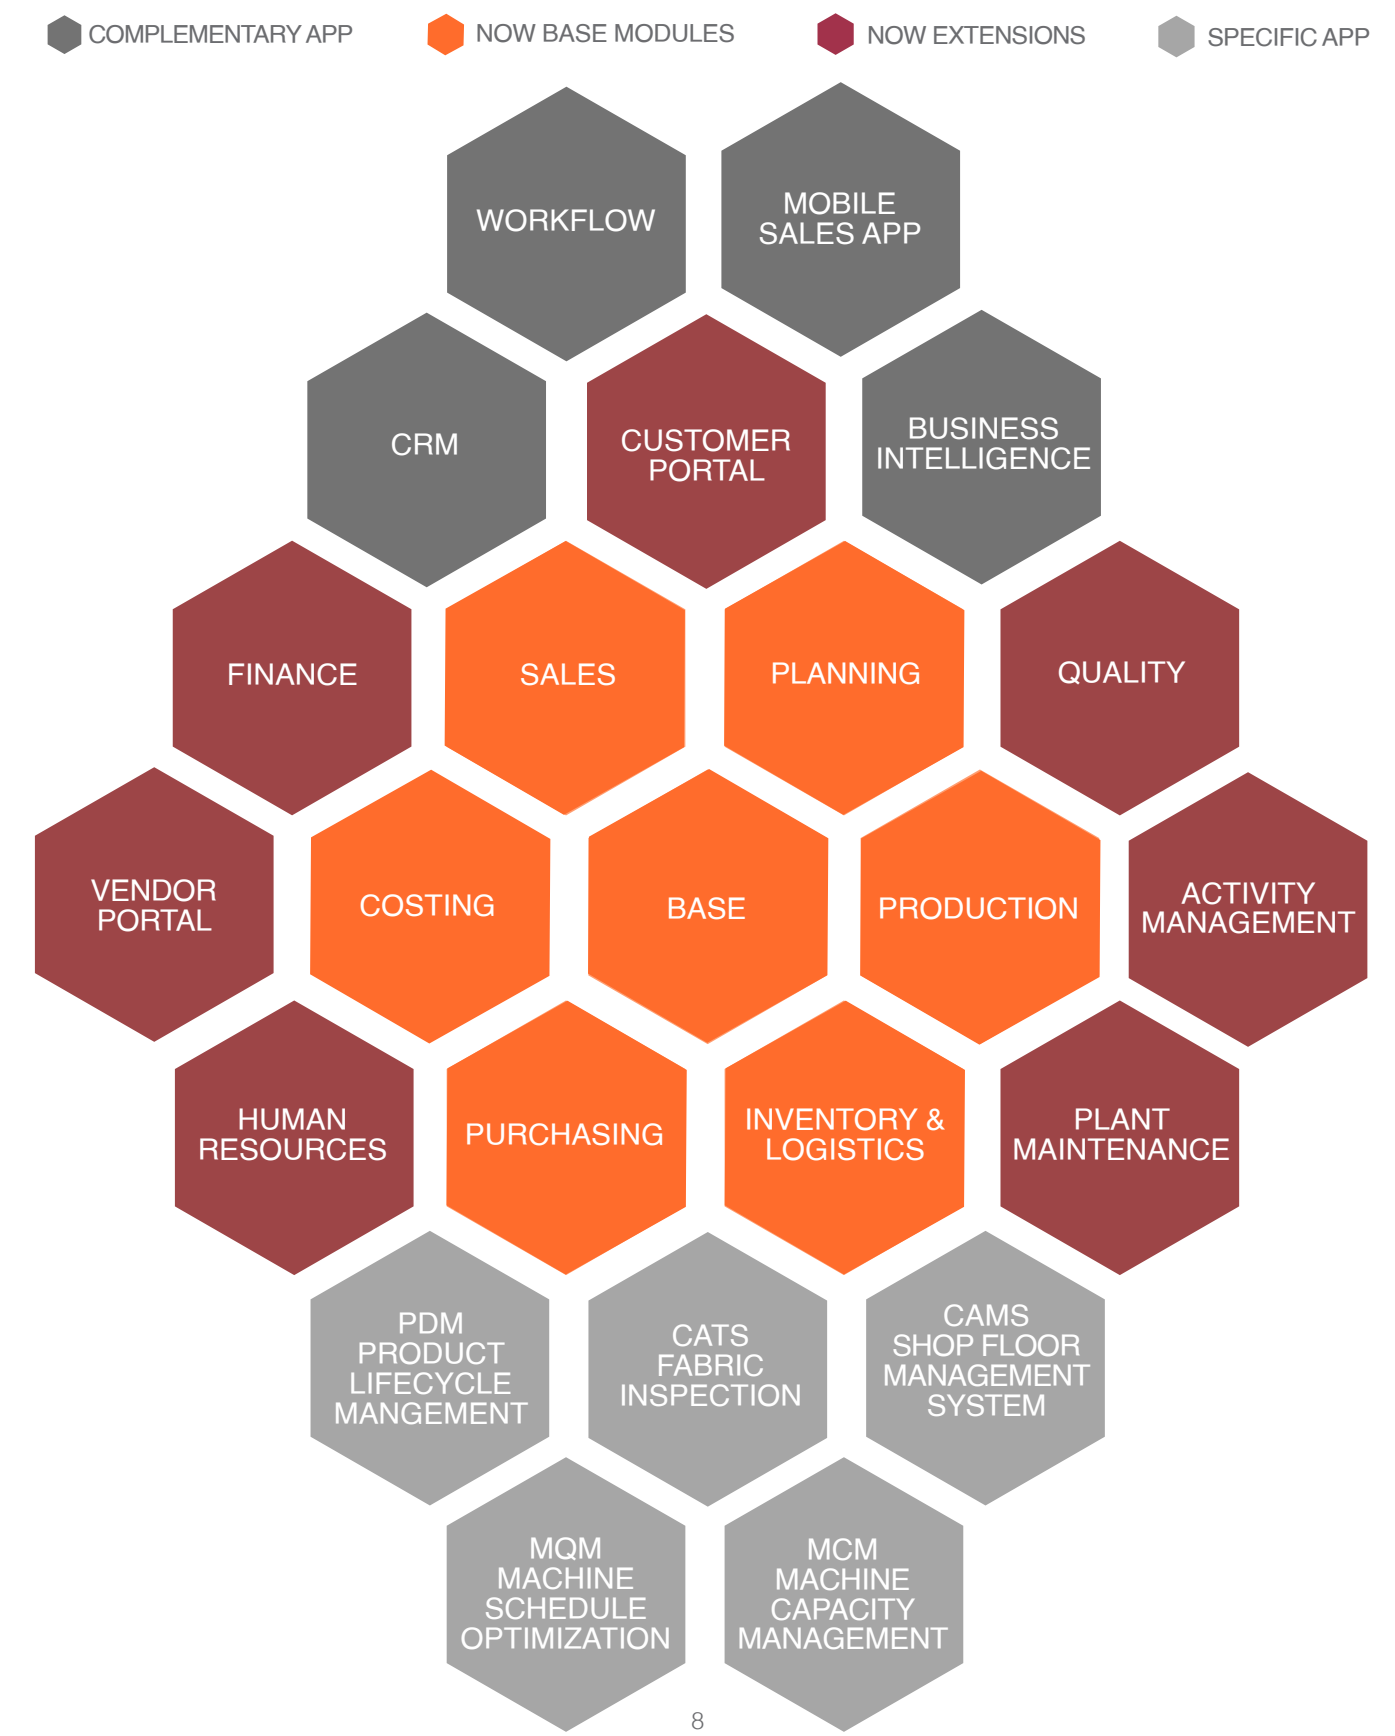 COMPLEMENTARY APP
NOW BASE MODULES
NOW EXTENSIONS
SPECIFIC APP
WORKFLOW
MOBILE
SALES APP
CRM
CUSTOMER
PORTAL
BUSINESS
INTELLIGENCE
FINANCE
SALES
PLANNING
QUALITY
VENDOR
PORTAL
COSTING
BASE
PRODUCTION
ACTIVITY
MANAGEMENT
HUMAN
RESOURCES
PURCHASING
INVENTORY &
LOGISTICS
PLANT
MAINTENANCE
PDM
PRODUCT
LIFECYCLE
MANGEMENT
CATS
FABRIC
INSPECTION
CAMS
SHOP FLOOR
MANAGEMENT
SYSTEM
MQM
MACHINE
SCHEDULE
OPTIMIZATION
MCM
MACHINE
CAPACITY
MANAGEMENT
8